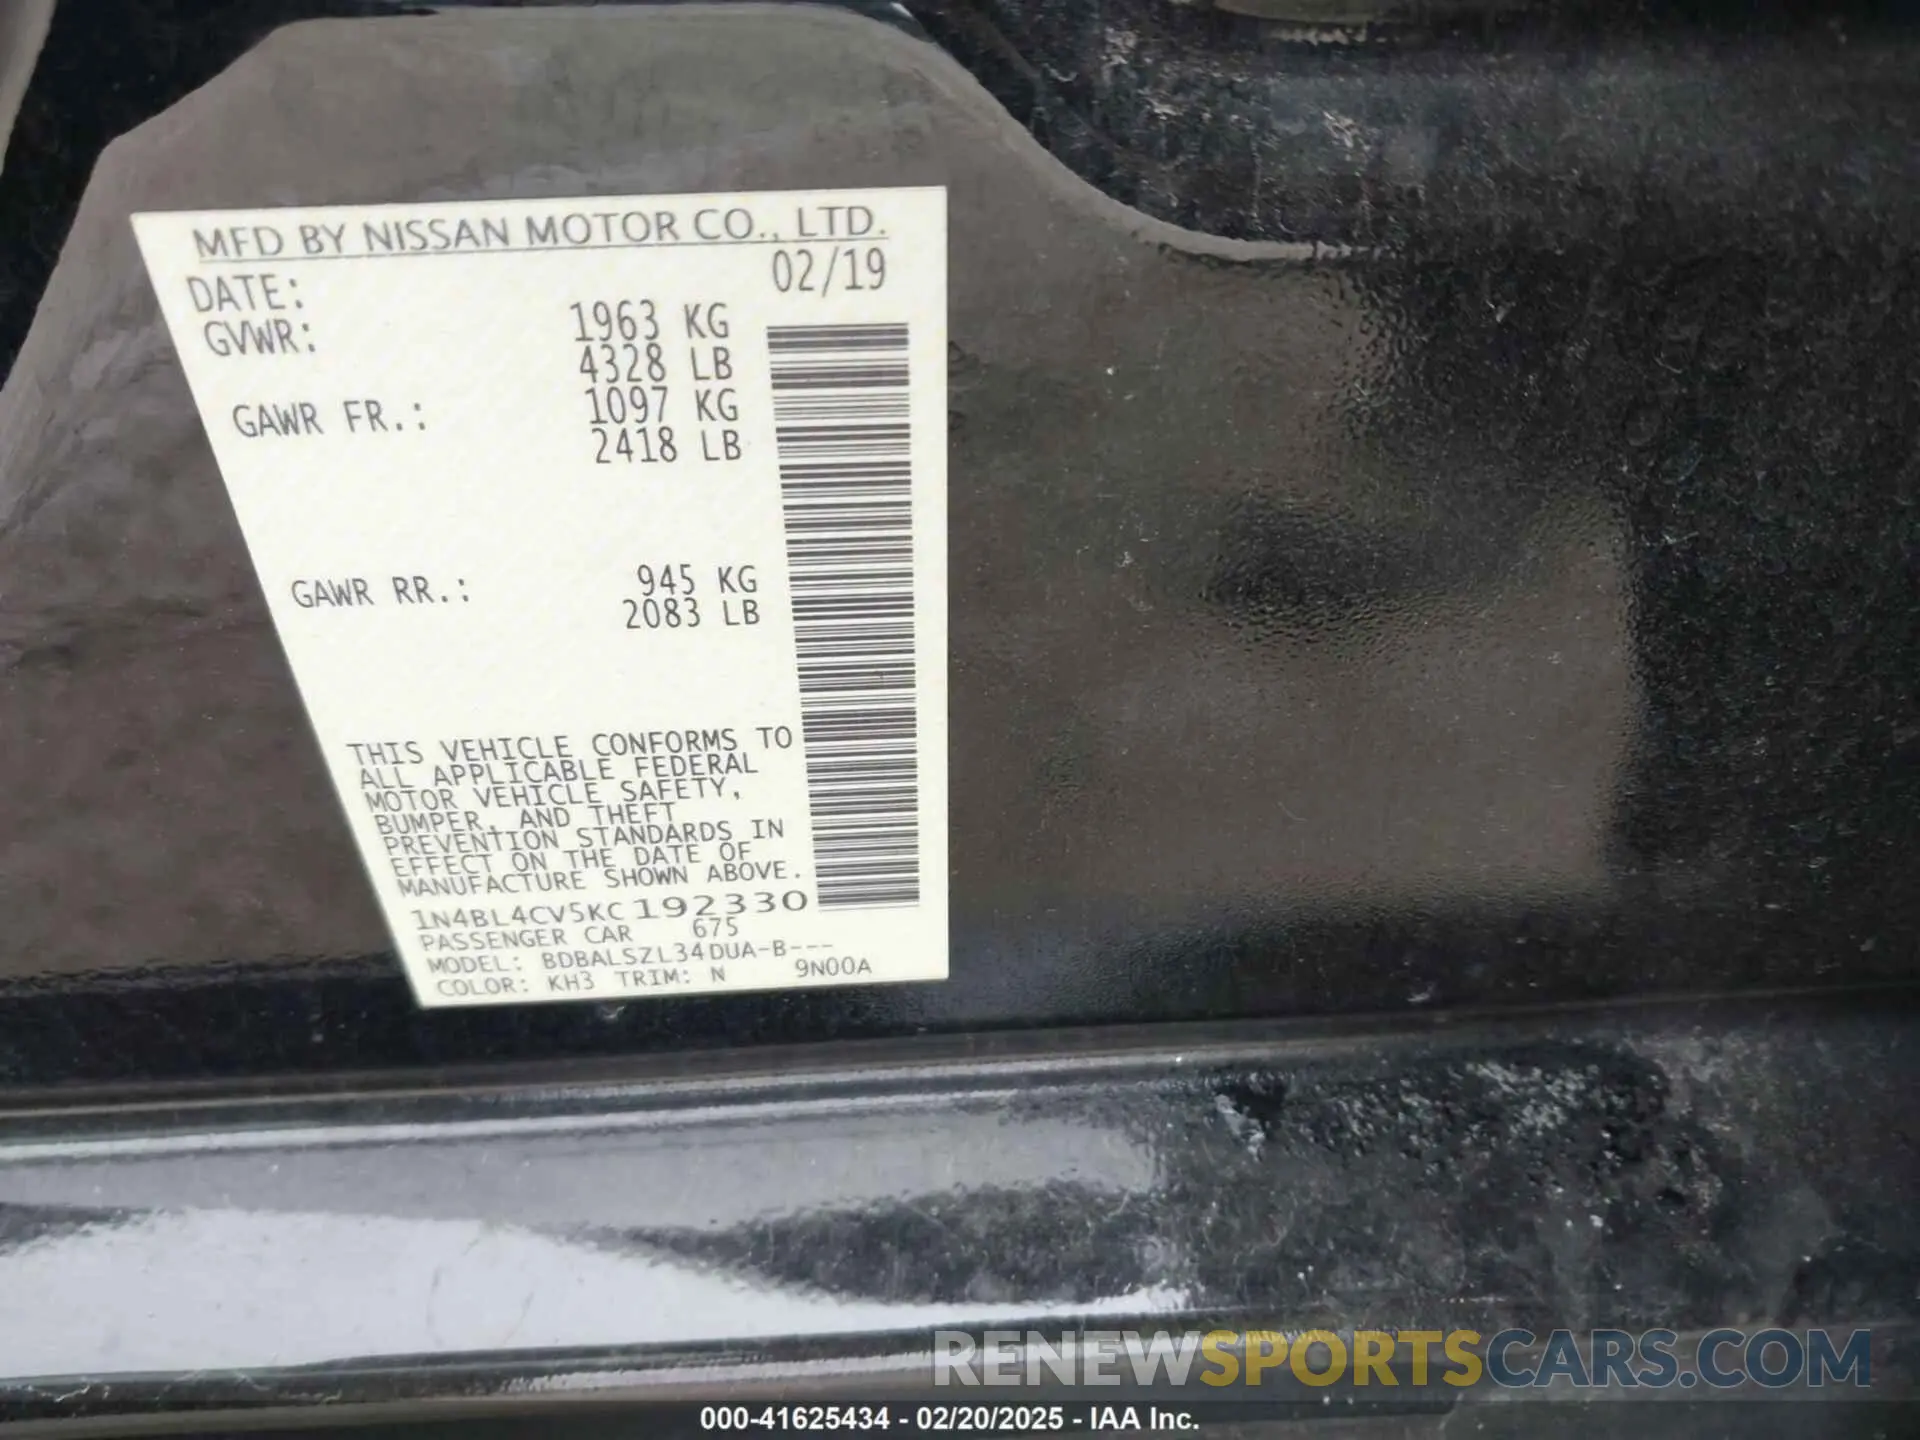 MFD BY NISSAN MOTOR CO., LTD.
DATE: 02/19
GVWR: 1963 KG
4328 LB
GAWR FR.: 1097 KG
2418 LB
GAWR RR.: 945 KG
2083 LB
THIS VEHICLE CONFORMS TO
ALL APPLICABLE FEDERAL
MOTOR VEHICLE SAFETY,
BUMPER, AND THEFT
PREVENTION STANDARDS IN
EFFECT ON THE DATE OF
MANUFACTURE SHOWN ABOVE.
1N4BL4CV5KC192330
PASSENGER CAR 675
MODEL: BDBALSZL34DUA-B---
COLOR: KH3 TRIM: N 9N00A
RENEWSPORTSCARS.COM
000-41625434 - 02/20/2025 - IAA Inc.